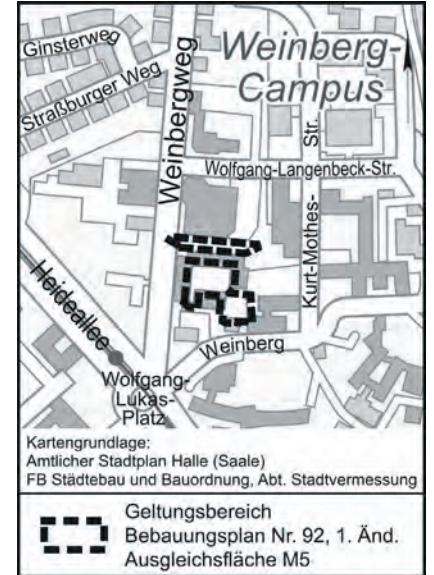 Ginsterweg
Weinberg-
Campus
Straßburger Weg
Weinbergweg
Str.
Wolfgang-Langenbeck-Str.
Kurt-Mothes-
Heideallee
Weinberg
Wolfgang-
Lukas-
Platz
Kartengrundlage:
Amtlicher Stadtplan Halle (Saale)
FB Städtebau und Bauordnung, Abt. Stadtvermessung
Geltungsbereich
Bebauungsplan Nr. 92, 1. Änd.
Ausgleichsfläche M5